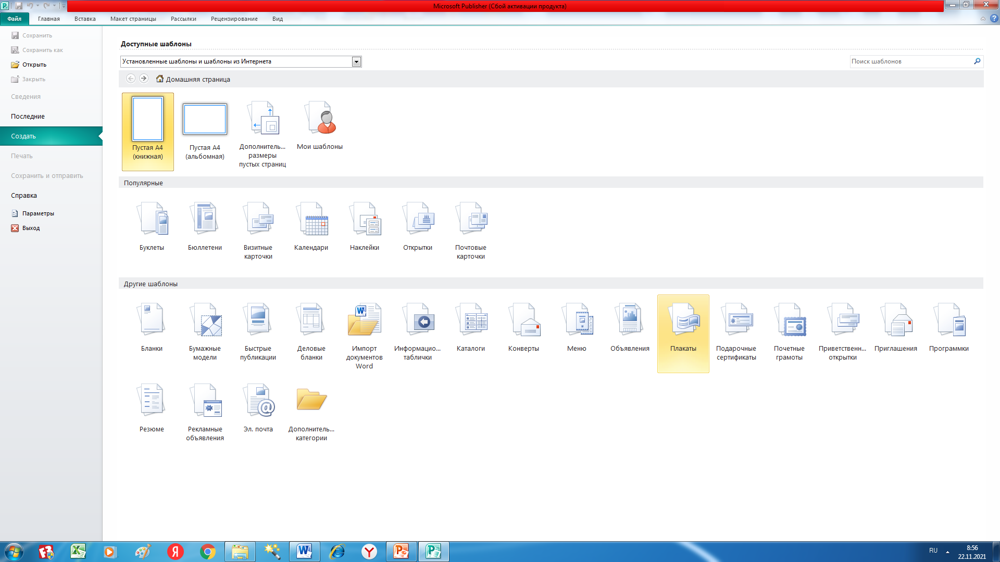 Microsoft Publisher (Сбой активации продукта)
Файл
Главная
Вставка
Макет страницы
Рассылки
Рецензирование
Вид
Сохранить
Сохранить как
Открыть
Закрыть
Сведения
Последние
Создать
Печать
Сохранить и отправить
Справка
Параметры
Выход
Доступные шаблоны
Установленные шаблоны и шаблоны из Интернета
Поиск шаблонов
Домашняя страница
Пустая A4
(книжная)
Пустая A4
(альбомная)
Дополнитель...
размеры
пустых страниц
Мои шаблоны
Популярные
Буклеты
Бюллетени
Визитные
карточки
Календари
Наклейки
Открытки
Почтовые
карточки
Другие шаблоны
Бланки
Бумажные
модели
Быстрые
публикации
Деловые
бланки
Импорт
документов
Word
Информацио...
таблички
Каталоги
Конверты
Меню
Объявления
Плакаты
Подарочные
сертификаты
Почетные
грамоты
Приветственн...
открытки
Приглашения
Программки
Резюме
Рекламные
объявления
Эл. почта
Дополнитель...
категории
RU
8:56
22.11.2021